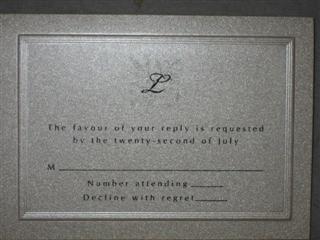 L
The favour of your reply is requested
by the twenty-second of July
M
Number attending
Decline with regret